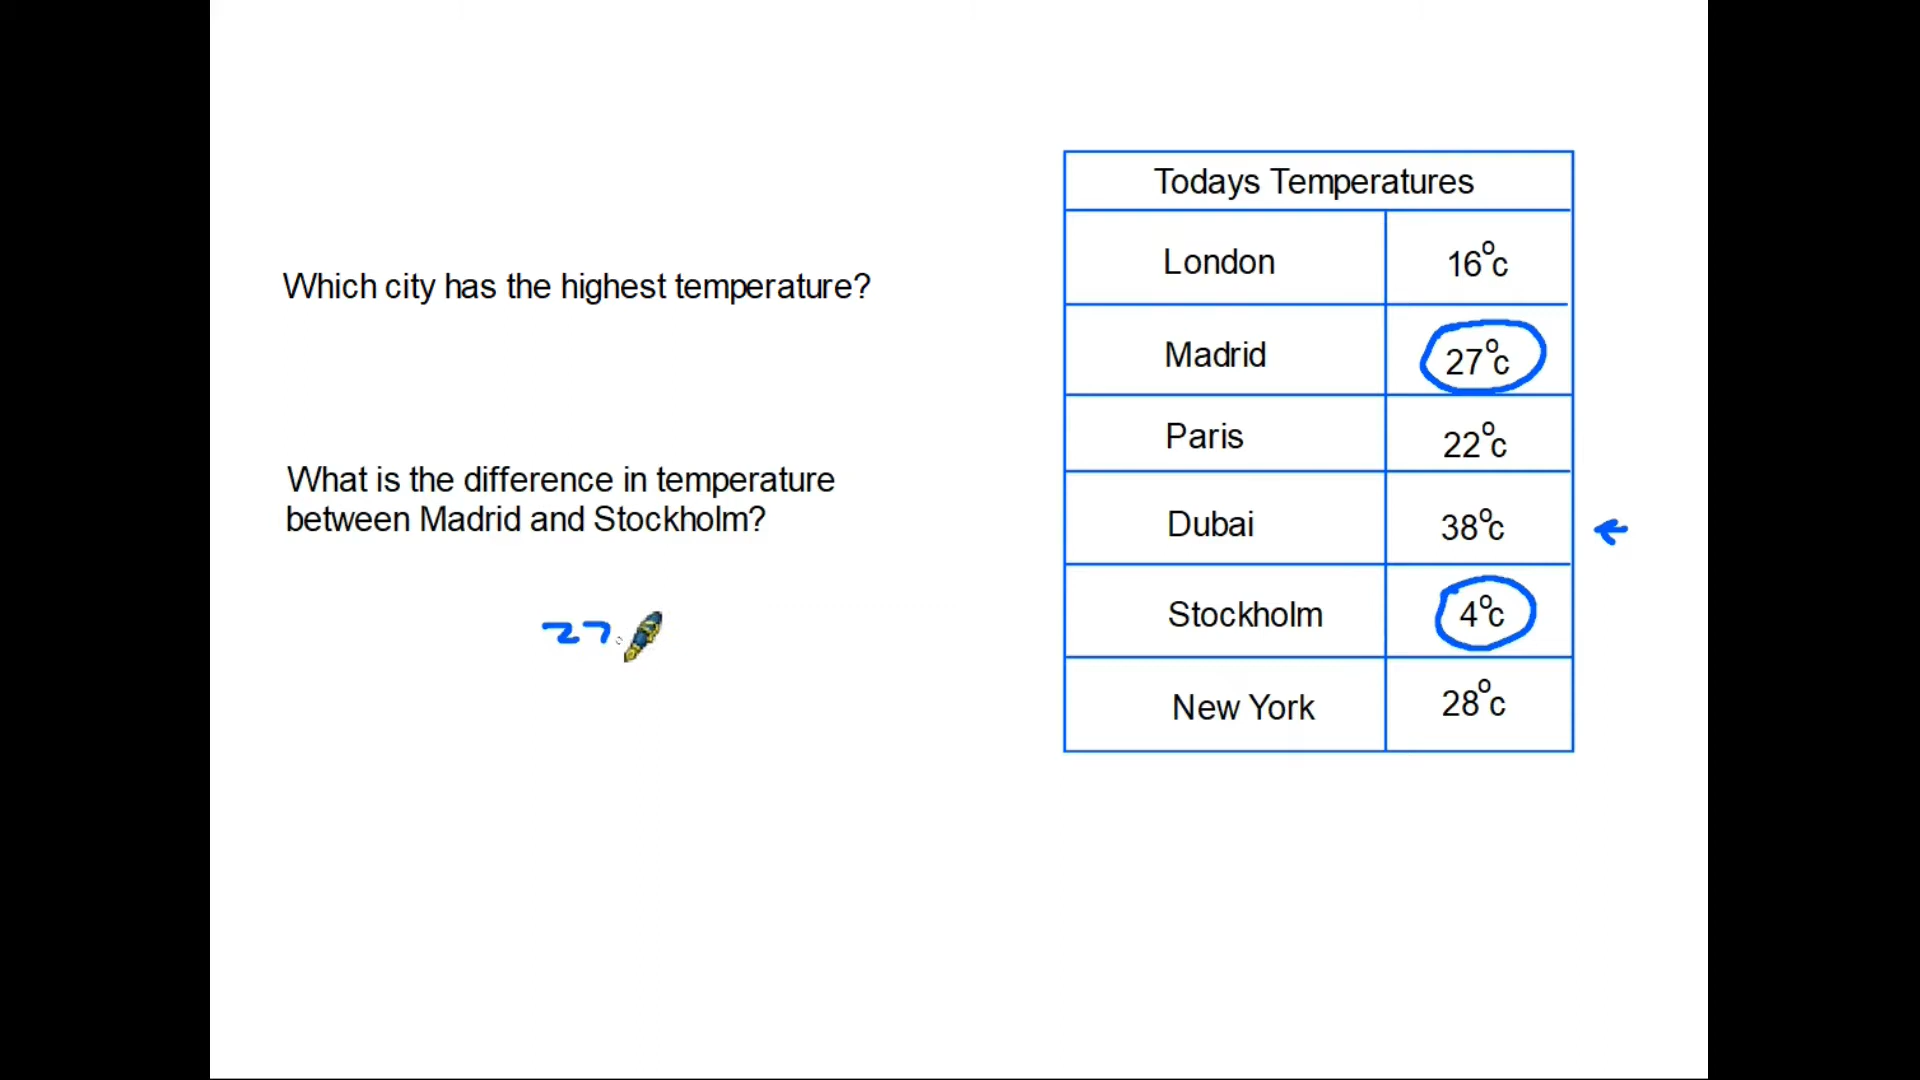 Which city has the highest temperature?
What is the difference in temperature
between Madrid and Stockholm?
27
Todays Temperatures
London 16°c
Madrid 27°c
Paris 22°c
Dubai 38°c
Stockholm 4°c
New York 28°c